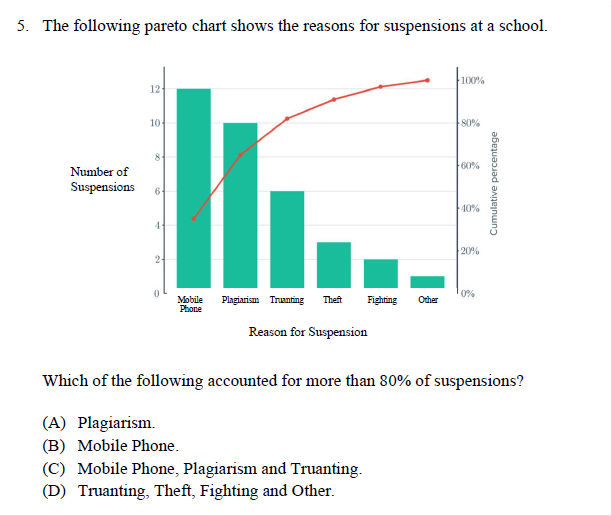 5. The following pareto chart shows the reasons for suspensions at a school.
12
10
8
6
4
2
0
Number of
Suspensions
100%
80%
60%
40%
20%
0%
Cumulative percentage
Mobile
Phone
Plagiarism
Truanting
Theft
Fighting
Other
Reason for Suspension
Which of the following accounted for more than 80% of suspensions?
(A) Plagiarism.
(B) Mobile Phone.
(C) Mobile Phone, Plagiarism and Truanting.
(D) Truanting, Theft, Fighting and Other.